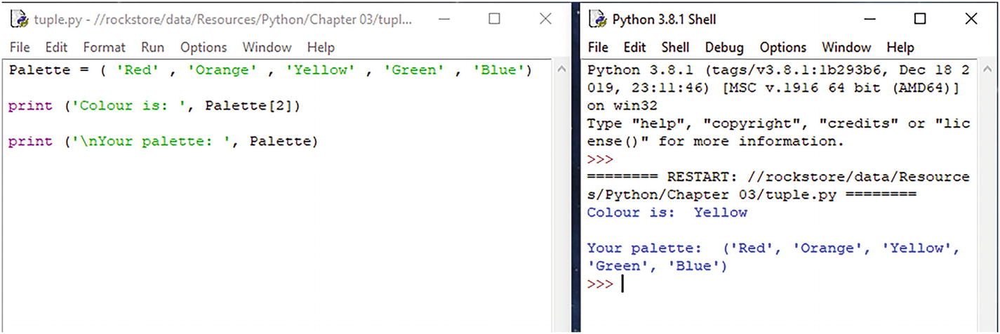 tuple.py - //rockstore/data/Resources/Python/Chapter 03/tupl...
File Edit Format Run Options Window Help
Palette = ( 'Red' , 'Orange' , 'Yellow' , 'Green' , 'Blue')
print ('Colour is: ', Palette[2])
print ('\nYour palette: ', Palette)
Python 3.8.1 Shell
File Edit Shell Debug Options Window Help
Python 3.8.1 (tags/v3.8.1:1b293b6, Dec 18 2
019, 23:11:46) [MSC v.1916 64 bit (AMD64)]
on win32
Type "help", "copyright", "credits" or "lic
ense()" for more information.
>>>
======== RESTART: //rockstore/data/Resource
s/Python/Chapter 03/tuple.py ========
Colour is:  Yellow
Your palette:  ('Red', 'Orange', 'Yellow',
'Green', 'Blue')
>>>